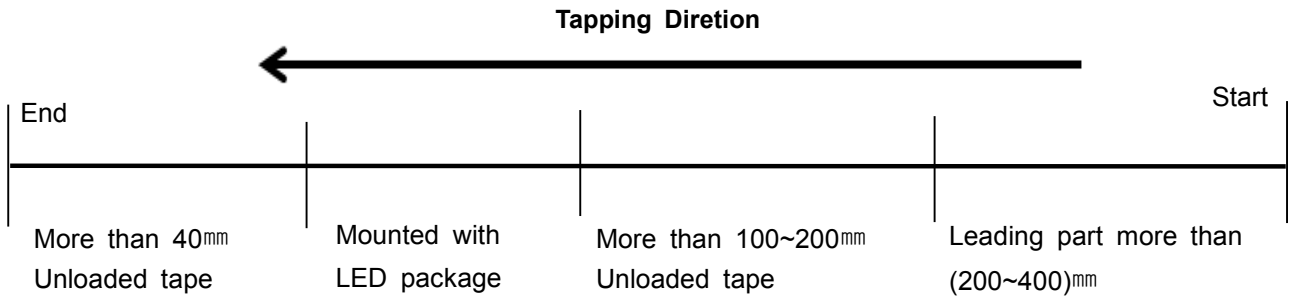 Tapping Diretion
End
Start
More than 40㎜
Unloaded tape
Mounted with
LED package
More than 100~200㎜
Unloaded tape
Leading part more than
(200~400)㎜